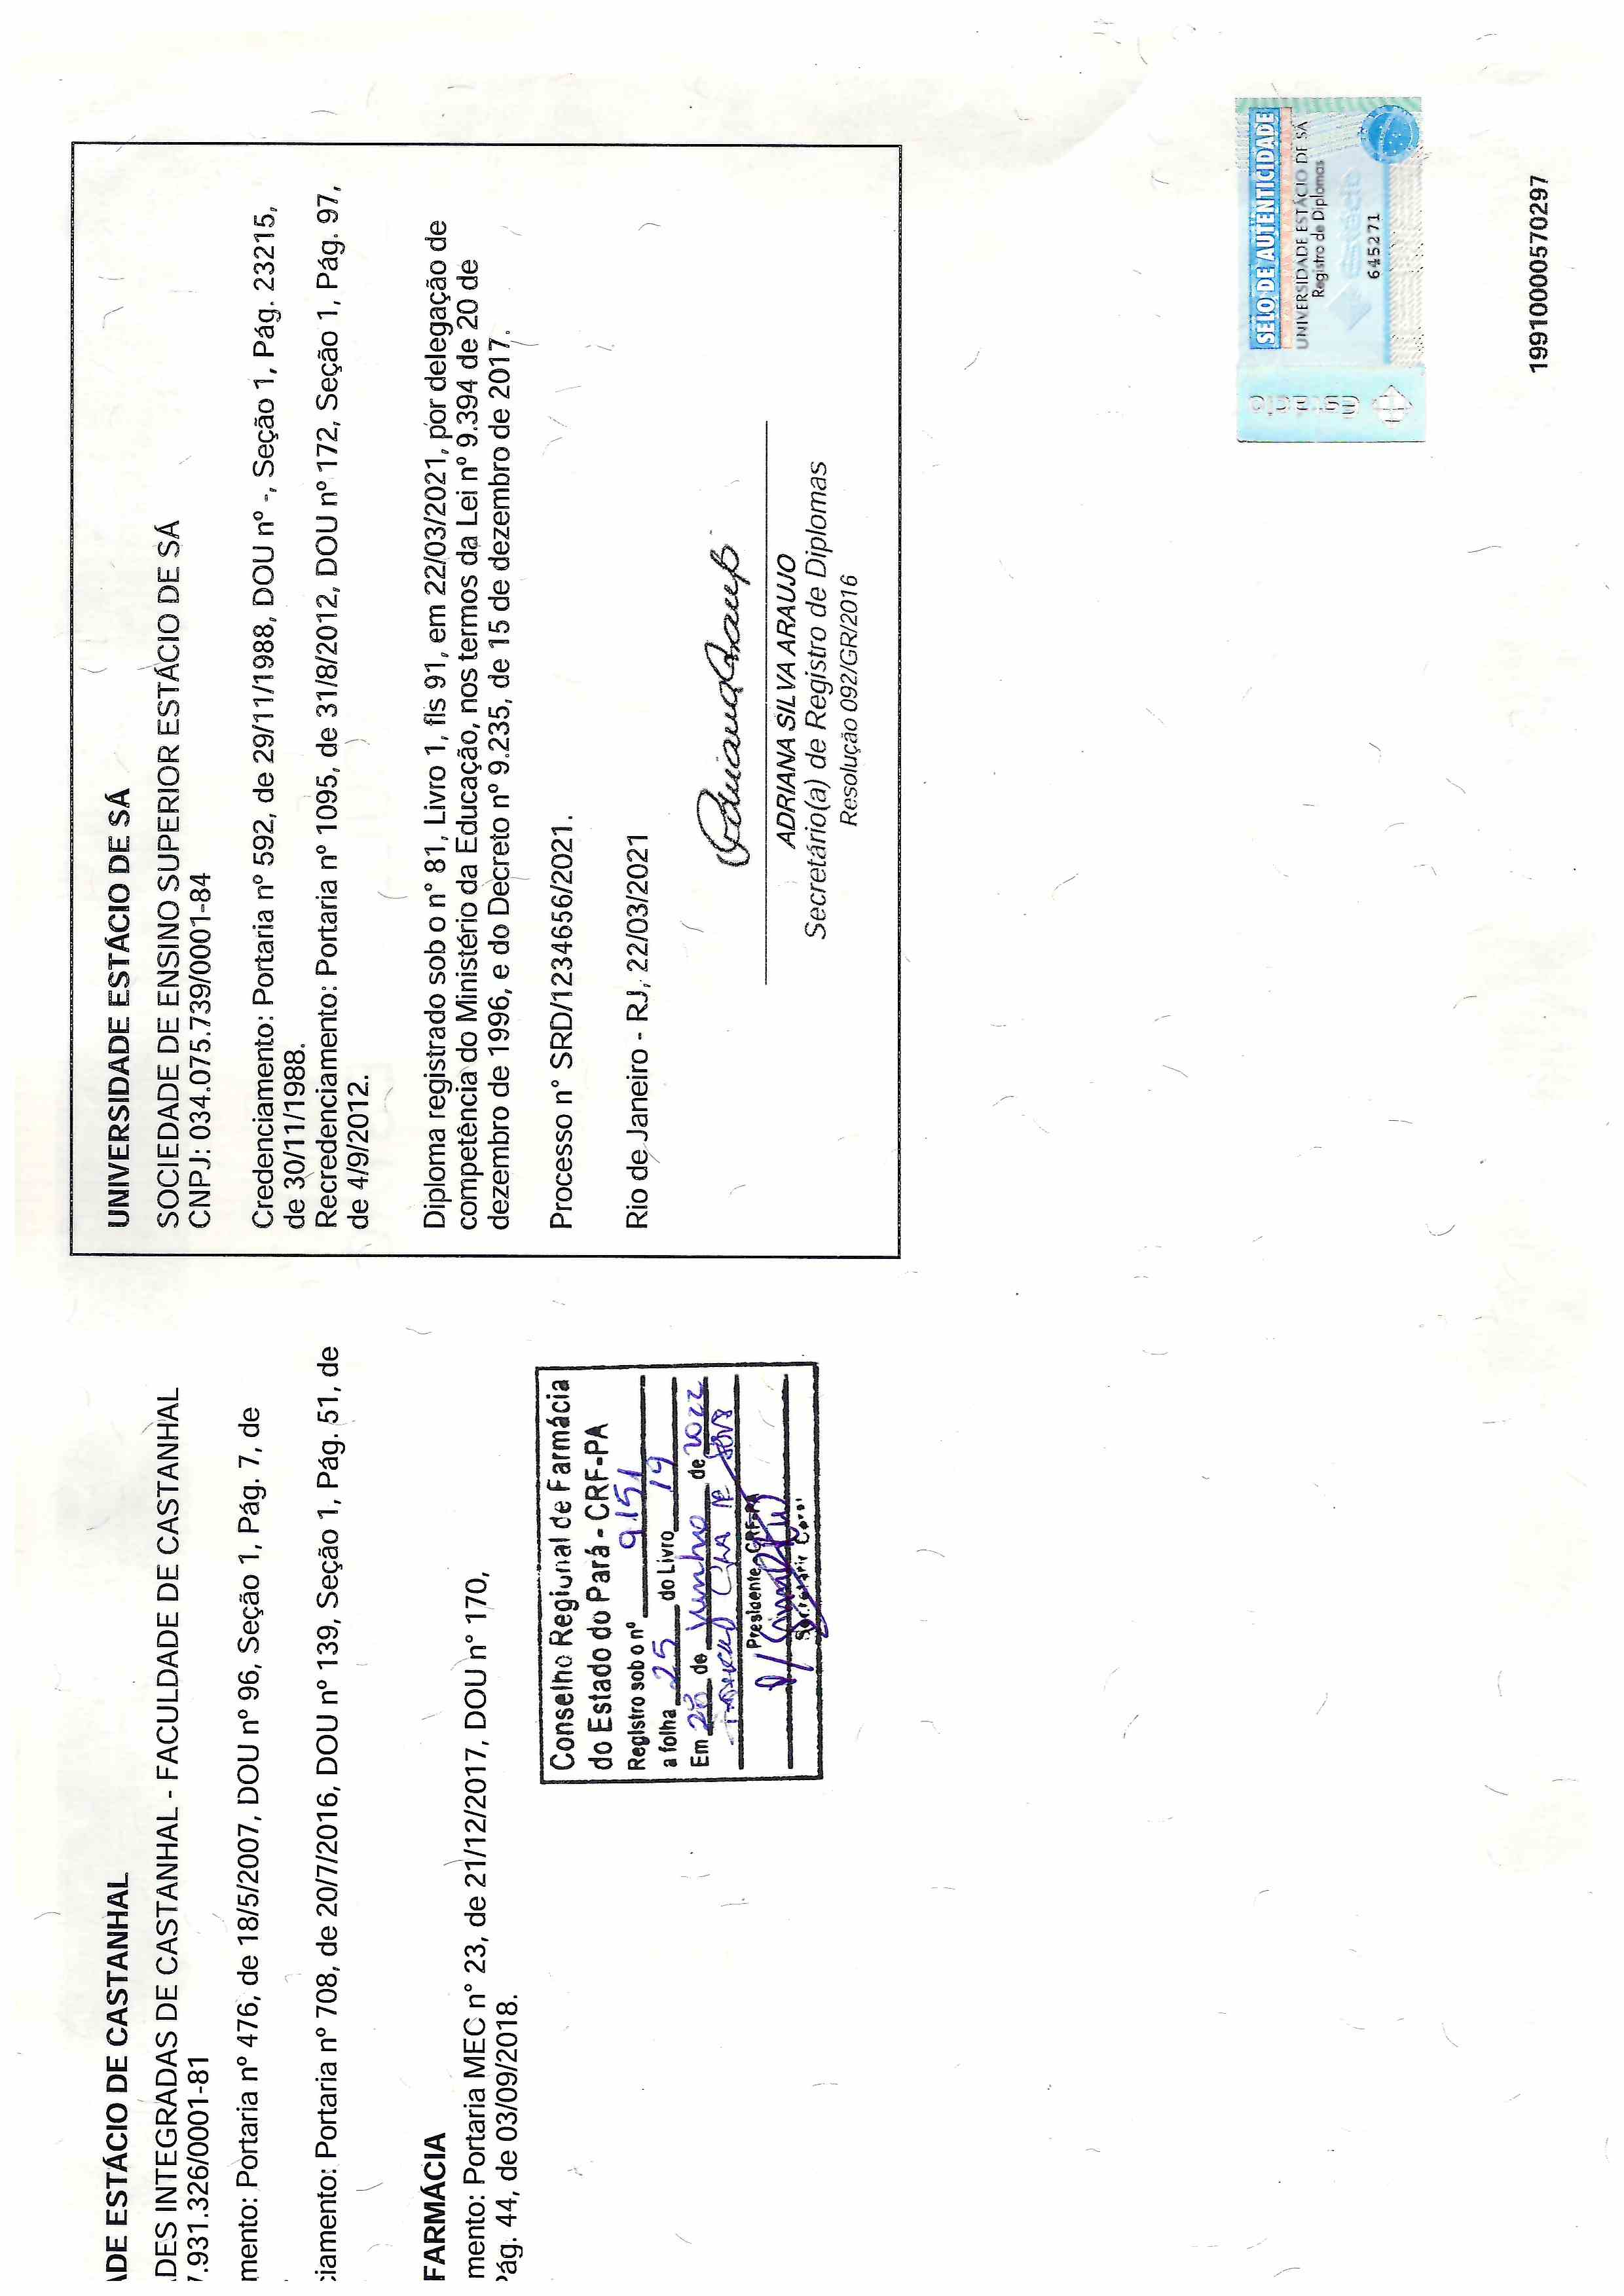 ADE ESTÁCIO DE CASTANHAL
DES INTEGRADAS DE CASTANHAL - FACULDADE DE CASTANHAL
7.931.326/0001-81
mento: Portaria nº 476, de 18/5/2007, DOU nº 96, Seção 1, Pág. 7, de
iamento: Portaria nº 708, de 20/7/2016, DOU nº 139, Seção 1, Pág. 51, de
FARMÁCIA
mento: Portaria MEC n° 23, de 21/12/2017, DOU n° 170,
Pág. 44, de 03/09/2018.
Conselho Regional de Farmácia
do Estado do Pará - CRF-PA
Registro sob o nº 9151
a folha 25 do Livro 19
Em de Junho de 2022
Presidente CRF-PA
UNIVERSIDADE ESTÁCIO DE SÁ
SOCIEDADE DE ENSINO SUPERIOR ESTÁCIO DE SÁ
CNPJ: 034.075.739/0001-84
Credenciamento: Portaria nº 592, de 29/11/1988, DOU nº -, Seção 1, Pág. 23215,
de 30/11/1988.
Recredenciamento: Portaria nº 1095, de 31/8/2012, DOU nº 172, Seção 1, Pág. 97,
de 4/9/2012.
Diploma registrado sob o n° 81, Livro 1, fls 91, em 22/03/2021, por delegação de
competência do Ministério da Educação, nos termos da Lei nº 9.394 de 20 de
dezembro de 1996, e do Decreto nº 9.235, de 15 de dezembro de 2017.
Processo n° SRD/1234656/2021.
Rio de Janeiro - RJ, 22/03/2021
ADRIANA SILVA ARAUJO
Secretário(a) de Registro de Diplomas
Resolução 092/GR/2016
estácio
SELO DE AUTENTICIDADE
UNIVERSIDADE ESTÁCIO DE SÁ
Registro de Diplomas
Estácio
645271
1991000570297